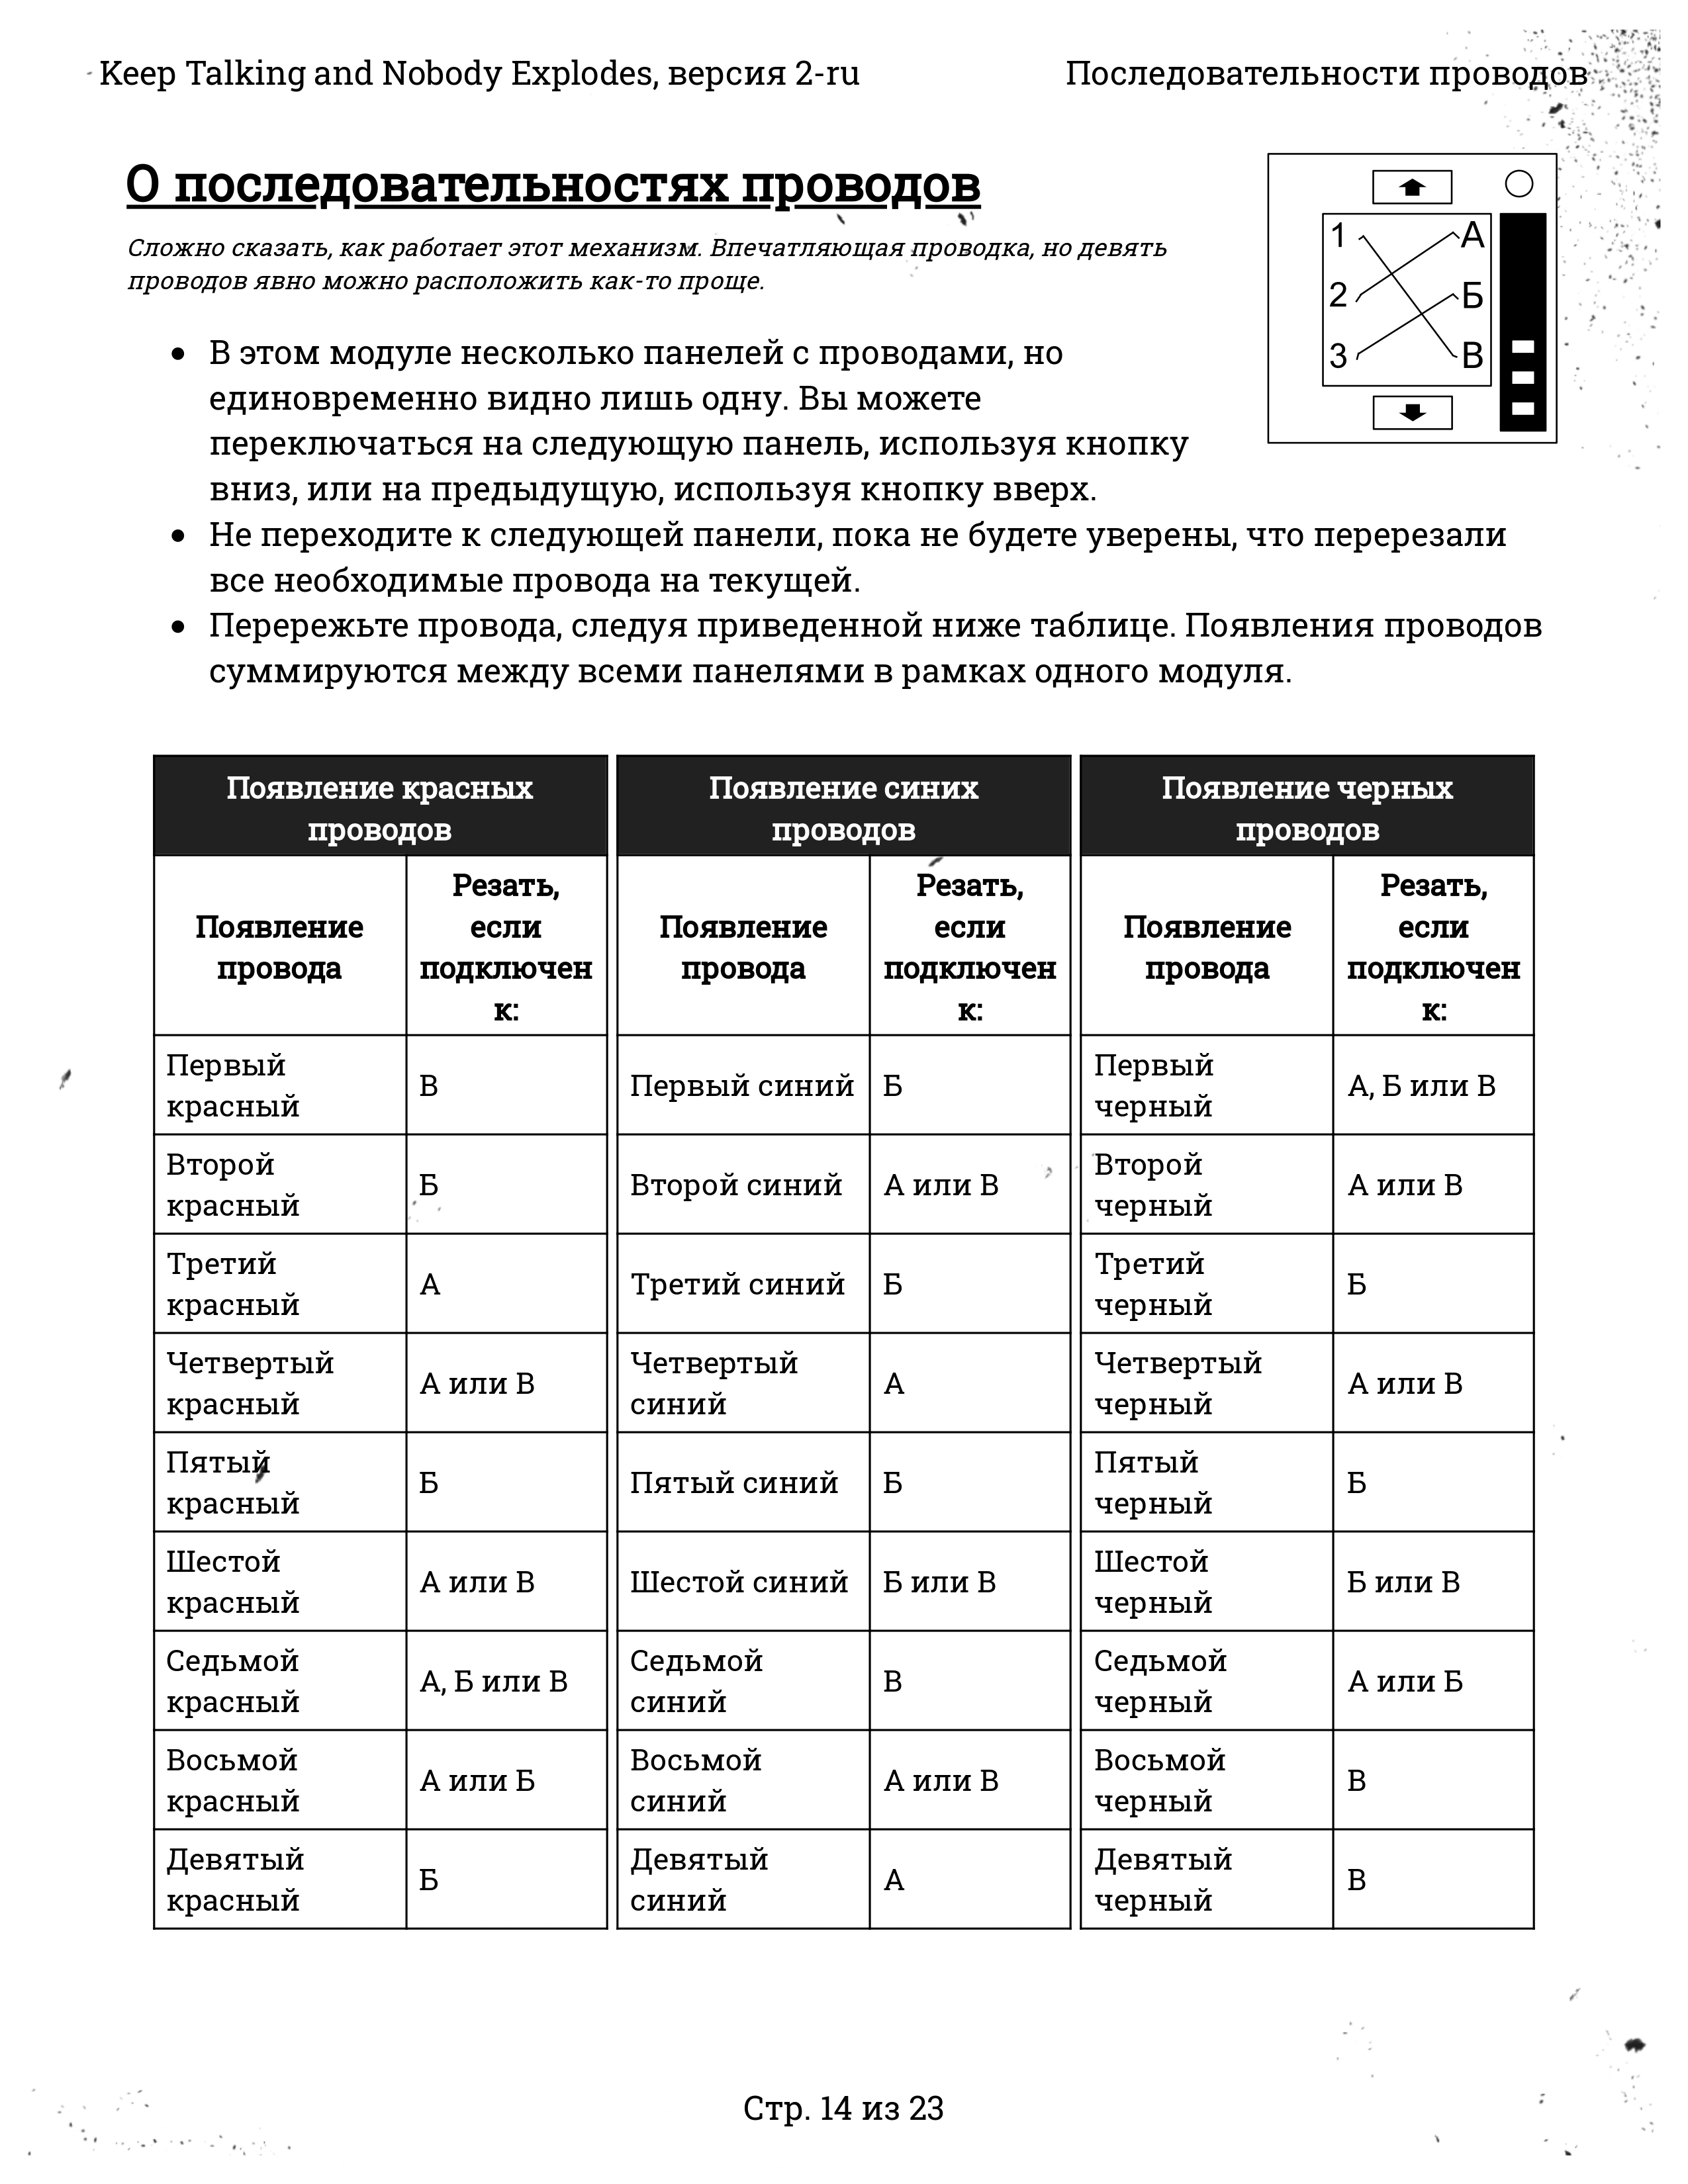 Keep Talking and Nobody Explodes, версия 2-ru
Последовательности проводов
О последовательностях проводов
Сложно сказать, как работает этот механизм. Впечатляющая проводка, но девять
проводов явно можно расположить как-то проще.
1
А
2
Б
3
В
В этом модуле несколько панелей с проводами, но
единовременно видно лишь одну. Вы можете
переключаться на следующую панель, используя кнопку
вниз, или на предыдущую, используя кнопку вверх.
Не переходите к следующей панели, пока не будете уверены, что перерезали
все необходимые провода на текущей.
Перережьте провода, следуя приведенной ниже таблице. Появления проводов
суммируются между всеми панелями в рамках одного модуля.
Появление красных
проводов
Появление
провода
Резать,
если
подключен
к:
Первый
красный
В
Второй
красный
Б
Третий
красный
А
Четвертый
красный
А или В
Пятый
красный
Б
Шестой
красный
А или В
Седьмой
красный
А, Б или В
Восьмой
красный
А или Б
Девятый
красный
Б
Появление синих
проводов
Появление
провода
Резать,
если
подключен
к:
Первый синий
Б
Второй синий
А или В
Третий синий
Б
Четвертый
синий
А
Пятый синий
Б
Шестой синий
Б или В
Седьмой
синий
В
Восьмой
синий
А или В
Девятый
синий
А
Появление черных
проводов
Появление
провода
Резать,
если
подключен
к:
Первый
черный
А, Б или В
Второй
черный
А или В
Третий
черный
Б
Четвертый
черный
А или В
Пятый
черный
Б
Шестой
черный
Б или В
Седьмой
черный
А или Б
Восьмой
черный
В
Девятый
черный
В
Стр. 14 из 23